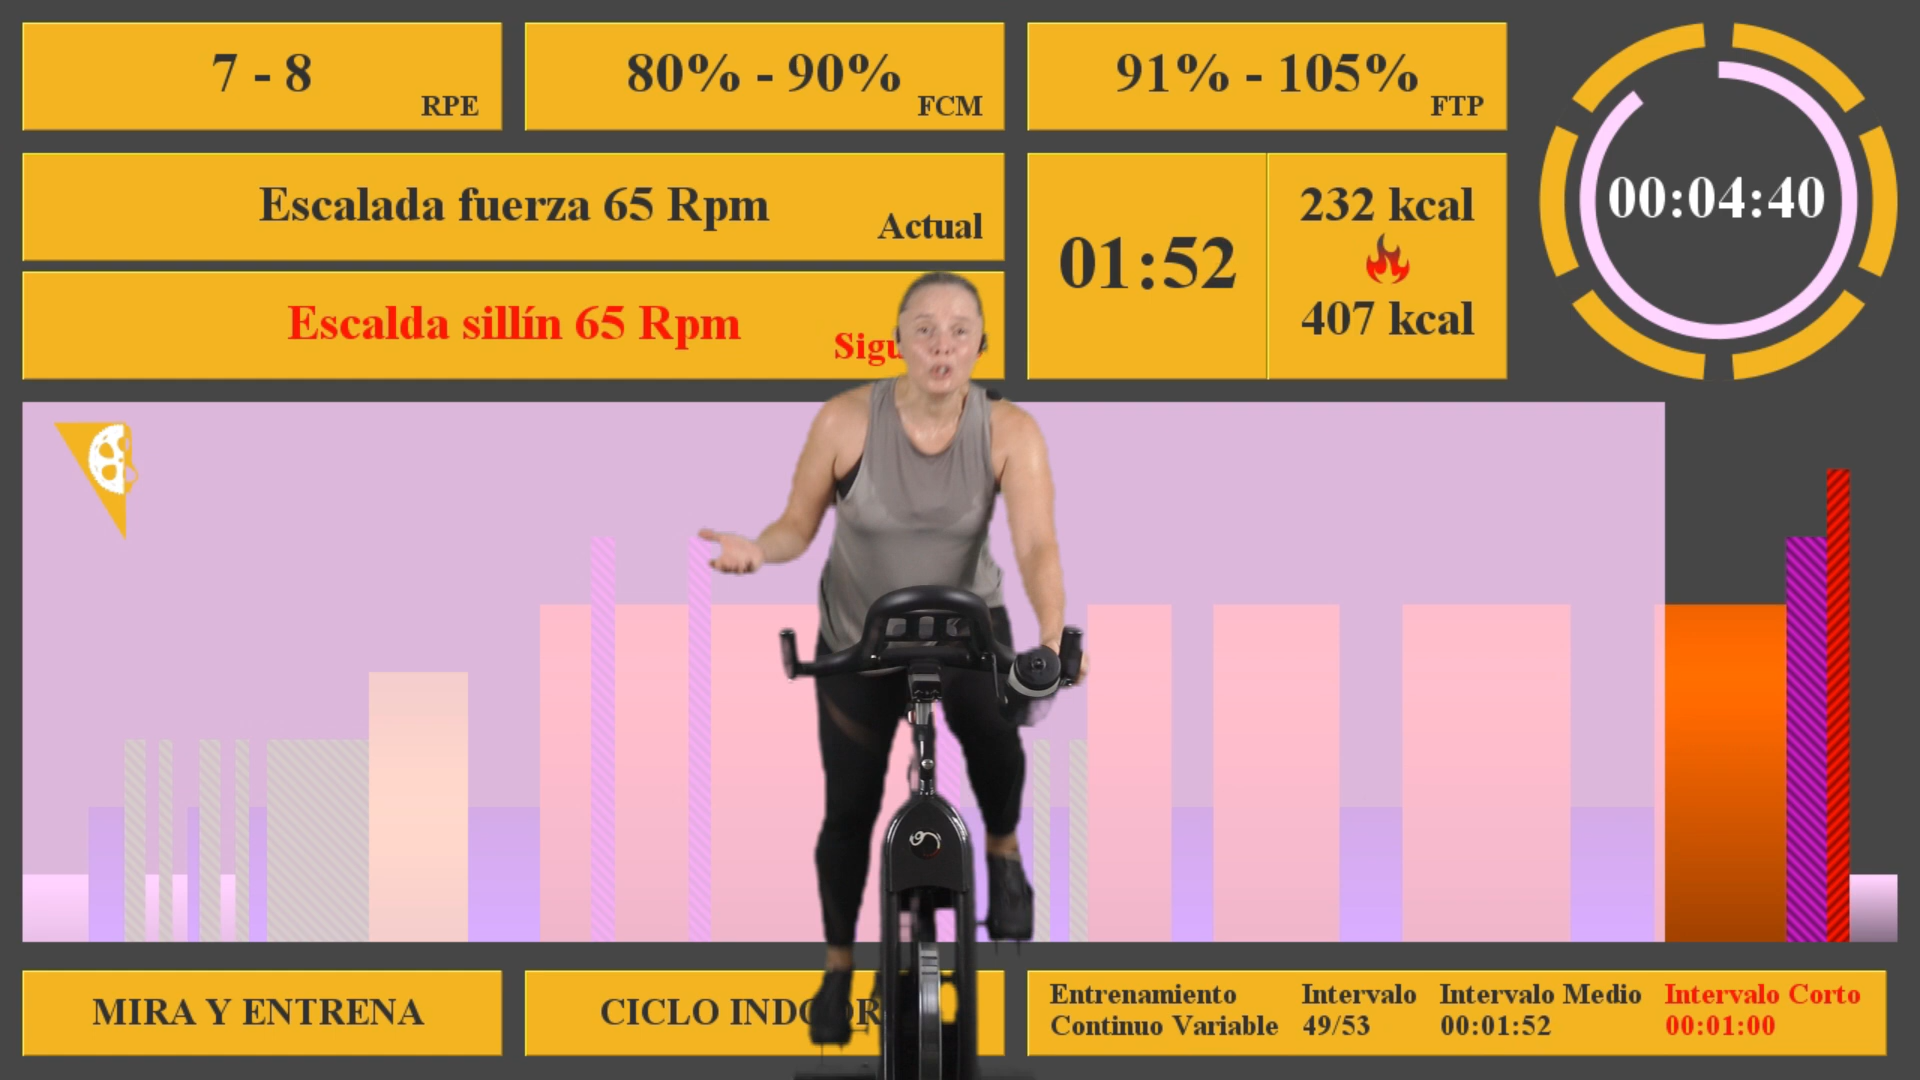 7 - 8
RPE
80% - 90%
FCM
91% - 105%
FTP
00:04:40
Escalada fuerza 65 Rpm
Actual
Escalda sillín 65 Rpm
01:52
232 kcal
407 kcal
MIRA Y ENTRENA
CICLO
Entrenamiento
Continuo Variable
Intervalo
49/53
Intervalo Medio
00:01:52
Intervalo Corto
00:01:00